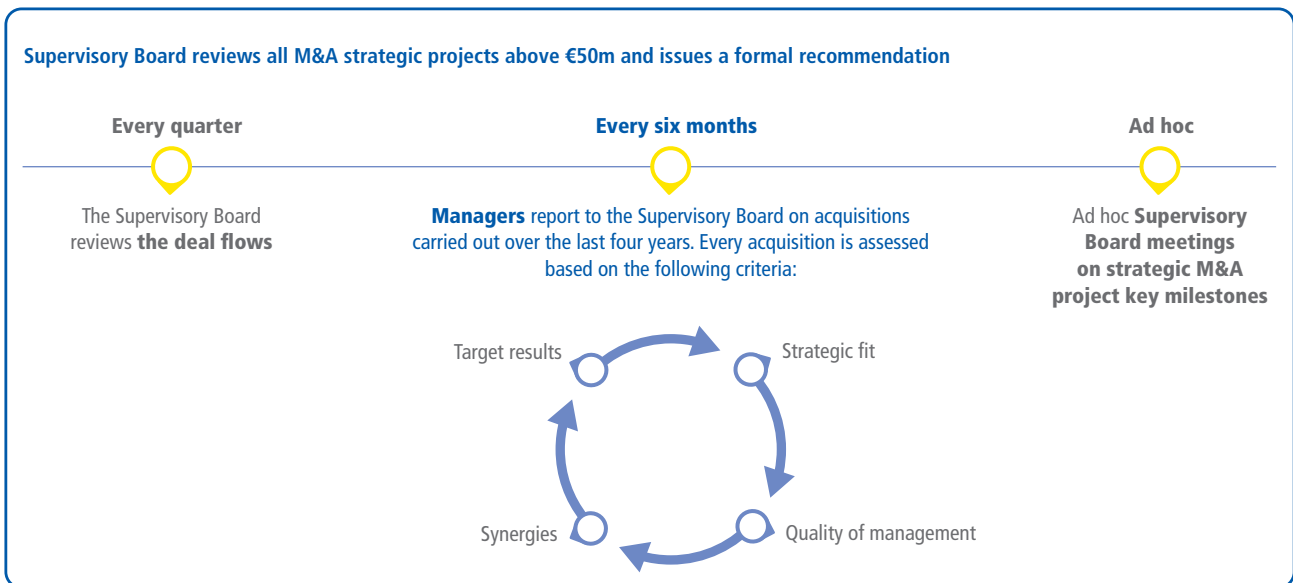 Supervisory Board reviews all M&A strategic projects above €50m and issues a formal recommendation
Every quarter
The Supervisory Board
reviews the deal flows
Every six months
Managers report to the Supervisory Board on acquisitions
carried out over the last four years. Every acquisition is assessed
based on the following criteria:
Target results
Strategic fit
Synergies
Quality of management
Ad hoc
Ad hoc Supervisory
Board meetings
on strategic M&A
project key milestones